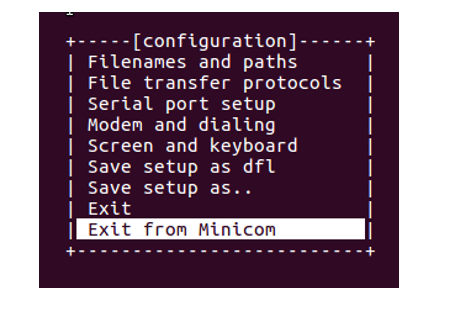 +-----[configuration]------+
| Filenames and paths |
| File transfer protocols |
| Serial port setup |
| Modem and dialing |
| Screen and keyboard |
| Save setup as dfl |
| Save setup as.. |
| Exit |
| Exit from Minicom |
+--------------------------+